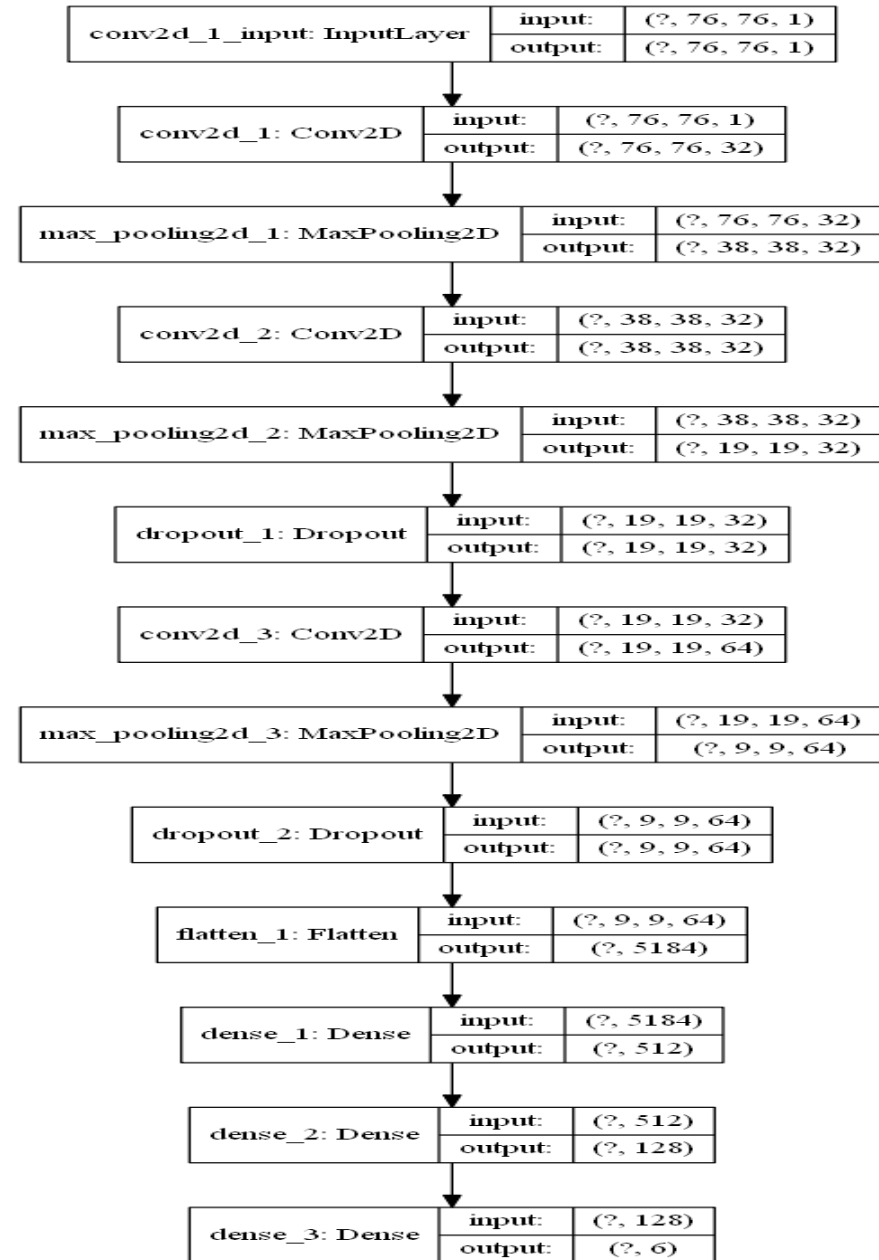 conv2d_1_input: InputLayer input: (?, 76, 76, 1)
output: (?, 76, 76, 1)
conv2d_1: Conv2D input: (?, 76, 76, 1)
output: (?, 76, 76, 32)
max_pooling2d_1: MaxPooling2D input: (?, 76, 76, 32)
output: (?, 38, 38, 32)
conv2d_2: Conv2D input: (?, 38, 38, 32)
output: (?, 38, 38, 32)
max_pooling2d_2: MaxPooling2D input: (?, 38, 38, 32)
output: (?, 19, 19, 32)
dropout_1: Dropout input: (?, 19, 19, 32)
output: (?, 19, 19, 32)
conv2d_3: Conv2D input: (?, 19, 19, 32)
output: (?, 19, 19, 64)
max_pooling2d_3: MaxPooling2D input: (?, 19, 19, 64)
output: (?, 9, 9, 64)
dropout_2: Dropout input: (?, 9, 9, 64)
output: (?, 9, 9, 64)
flatten_1: Flatten input: (?, 9, 9, 64)
output: (?, 5184)
dense_1: Dense input: (?, 5184)
output: (?, 512)
dense_2: Dense input: (?, 512)
output: (?, 128)
dense_3: Dense input: (?, 128)
output: (?, 6)